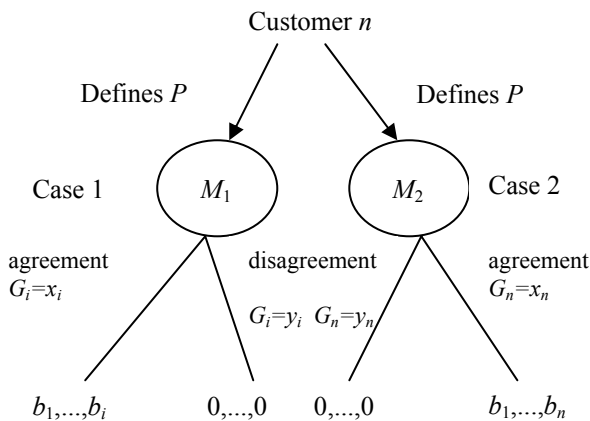 Customer n
Defines P
Defines P
Case 1
M1
M2
Case 2
agreement
Gi=xi
disagreement
agreement
Gn=xn
Gi=yi Gn=yn
b1,...,bi
0,...,0
0,...,0
b1,...,bn